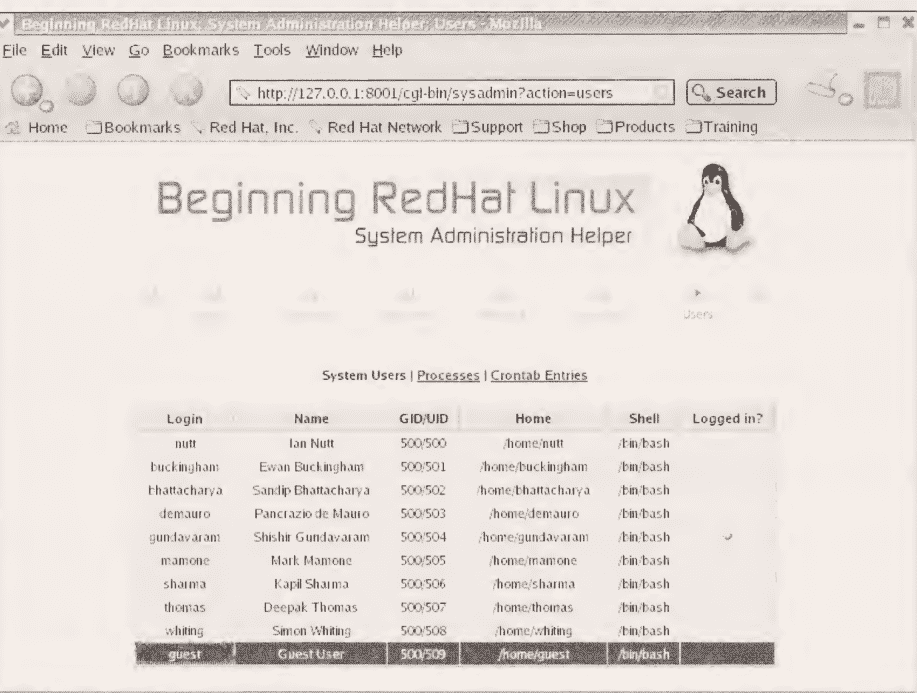 Beginning RedHat Linux: System Administration Helper: Users - Mozilla
File Edit View Go Bookmarks Tools Window Help
http://127.0.0.1:8001/cgi-bin/sysadmin?action=users Search
Home Bookmarks Red Hat, Inc. Red Hat Network Support Shop Products Training
Beginning RedHat Linux
System Administration Helper
Users
System Users | Processes | Crontab Entries
Login Name GID/UID Home Shell Logged in?
nutt Ian Nutt 500/500 /home/nutt /bin/bash
buckingham Ewan Buckingham 500/501 /home/buckingham /bin/bash
bhattacharya Sandip Bhattacharya 500/502 /home/bhattacharya /bin/bash
demauro Pancrazio de Mauro 500/503 /home/demauro /bin/bash
gundavaram Shishir Gundavaram 500/504 /home/gundavaram /bin/bash
mamone Mark Mamone 500/505 /home/mamone /bin/bash
sharma Kapil Sharma 500/506 /home/sharma /bin/bash
thomas Deepak Thomas 500/507 /home/thomas /bin/bash
whiting Simon Whiting 500/508 /home/whiting /bin/bash
guest Guest User 500/509 /home/guest /bin/bash